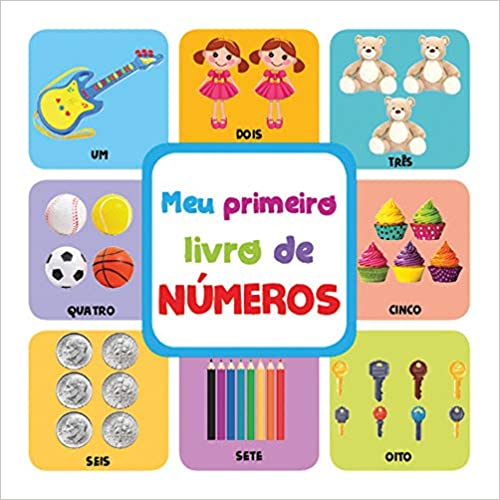 UM
DOIS
TRÊS
Meu primeiro
livro de
NÚMEROS
QUATRO
CINCO
SEIS
SETE
OITO